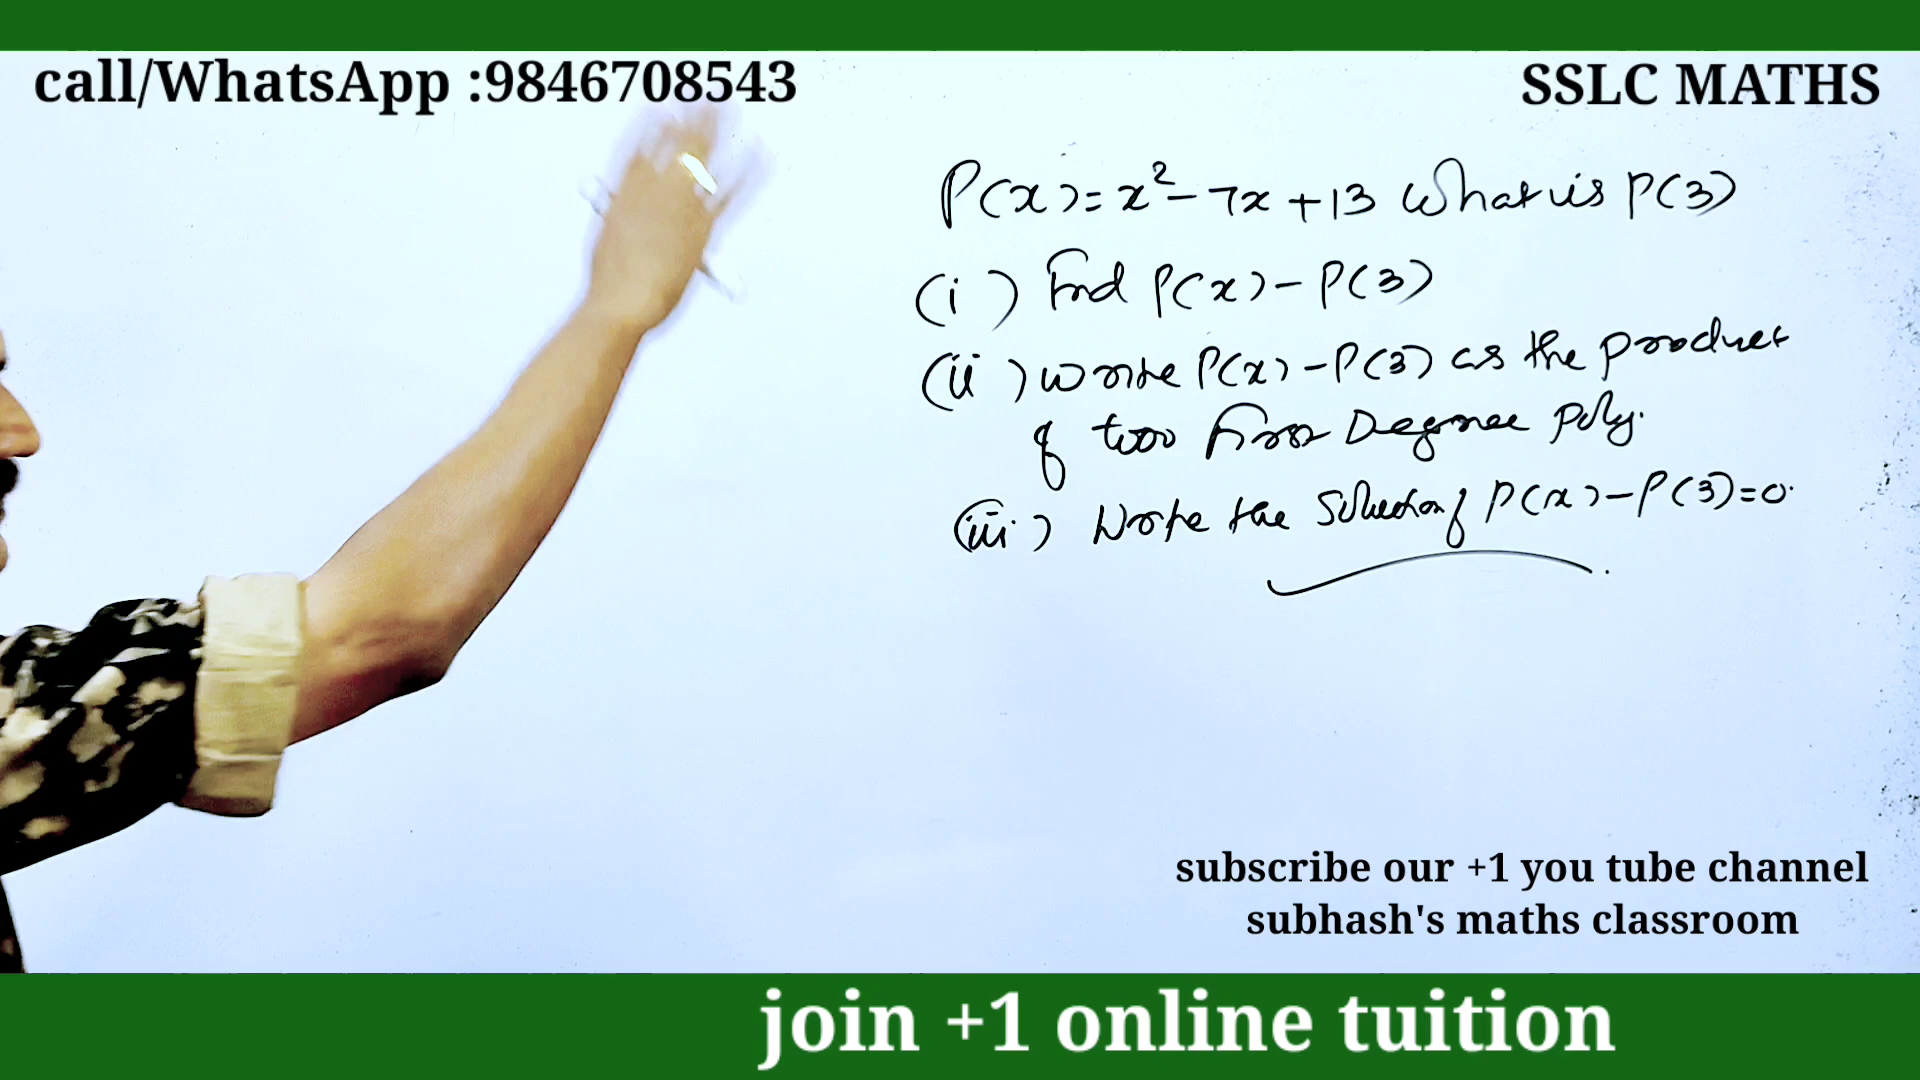 call/WhatsApp :9846708543
SSLC MATHS
P(x)=x²-7x+13 what is P(3)
(i) Find P(x)-P(3)
(ii) write P(x)-P(3) as the product
of two First Degree Poly.
(iii) Write the Solution of P(x)-P(3)=0.
subscribe our +1 you tube channel
subhash's maths classroom
join +1 online tuition